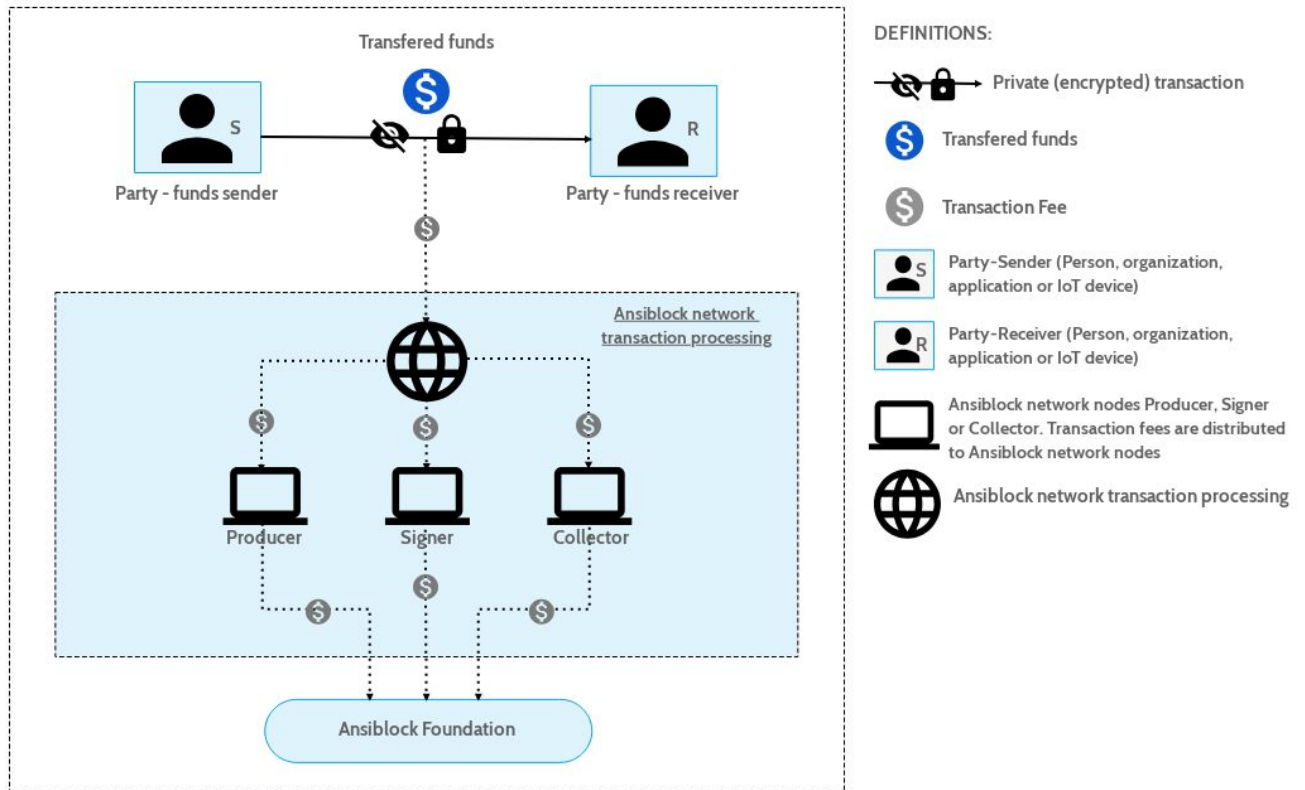 Transfered funds
S
R
Party - funds sender
Party - funds receiver
Ansiblock network
transaction processing
Producer
Signer
Collector
Ansiblock Foundation
DEFINITIONS:
Private (encrypted) transaction
Transfered funds
Transaction Fee
S
Party-Sender (Person, organization,
application or IoT device)
R
Party-Receiver (Person, organization,
application or IoT device)
Ansiblock network nodes Producer, Signer
or Collector. Transaction fees are distributed
to Ansiblock network nodes
Ansiblock network transaction processing